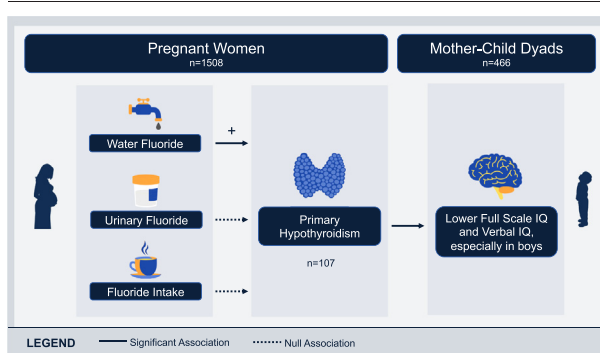 Pregnant Women
n=1508
Mother-Child Dyads
n=466
Water Fluoride
+
Urinary Fluoride
Fluoride Intake
Primary
Hypothyroidism
n=107
Lower Full Scale IQ
and Verbal IQ,
especially in boys
LEGEND
Significant Association
Null Association